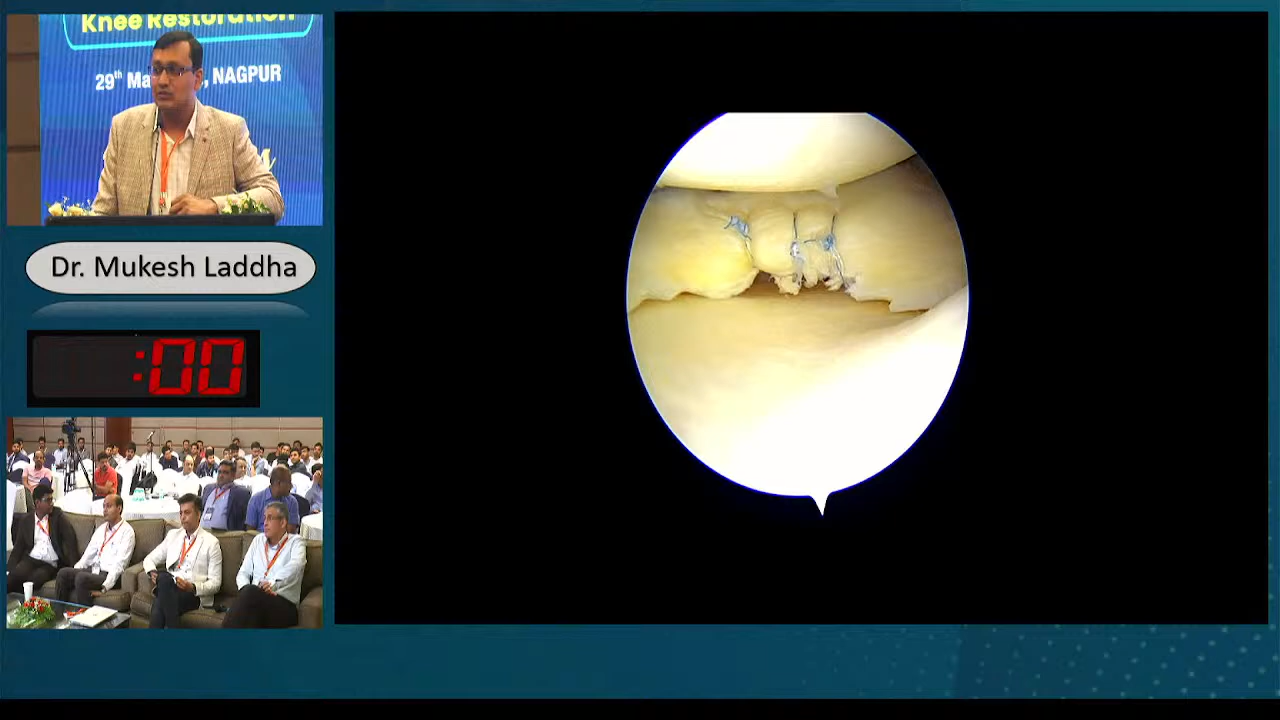 Knee Restoration
29th Ma , NAGPUR
Dr. Mukesh Laddha
:00